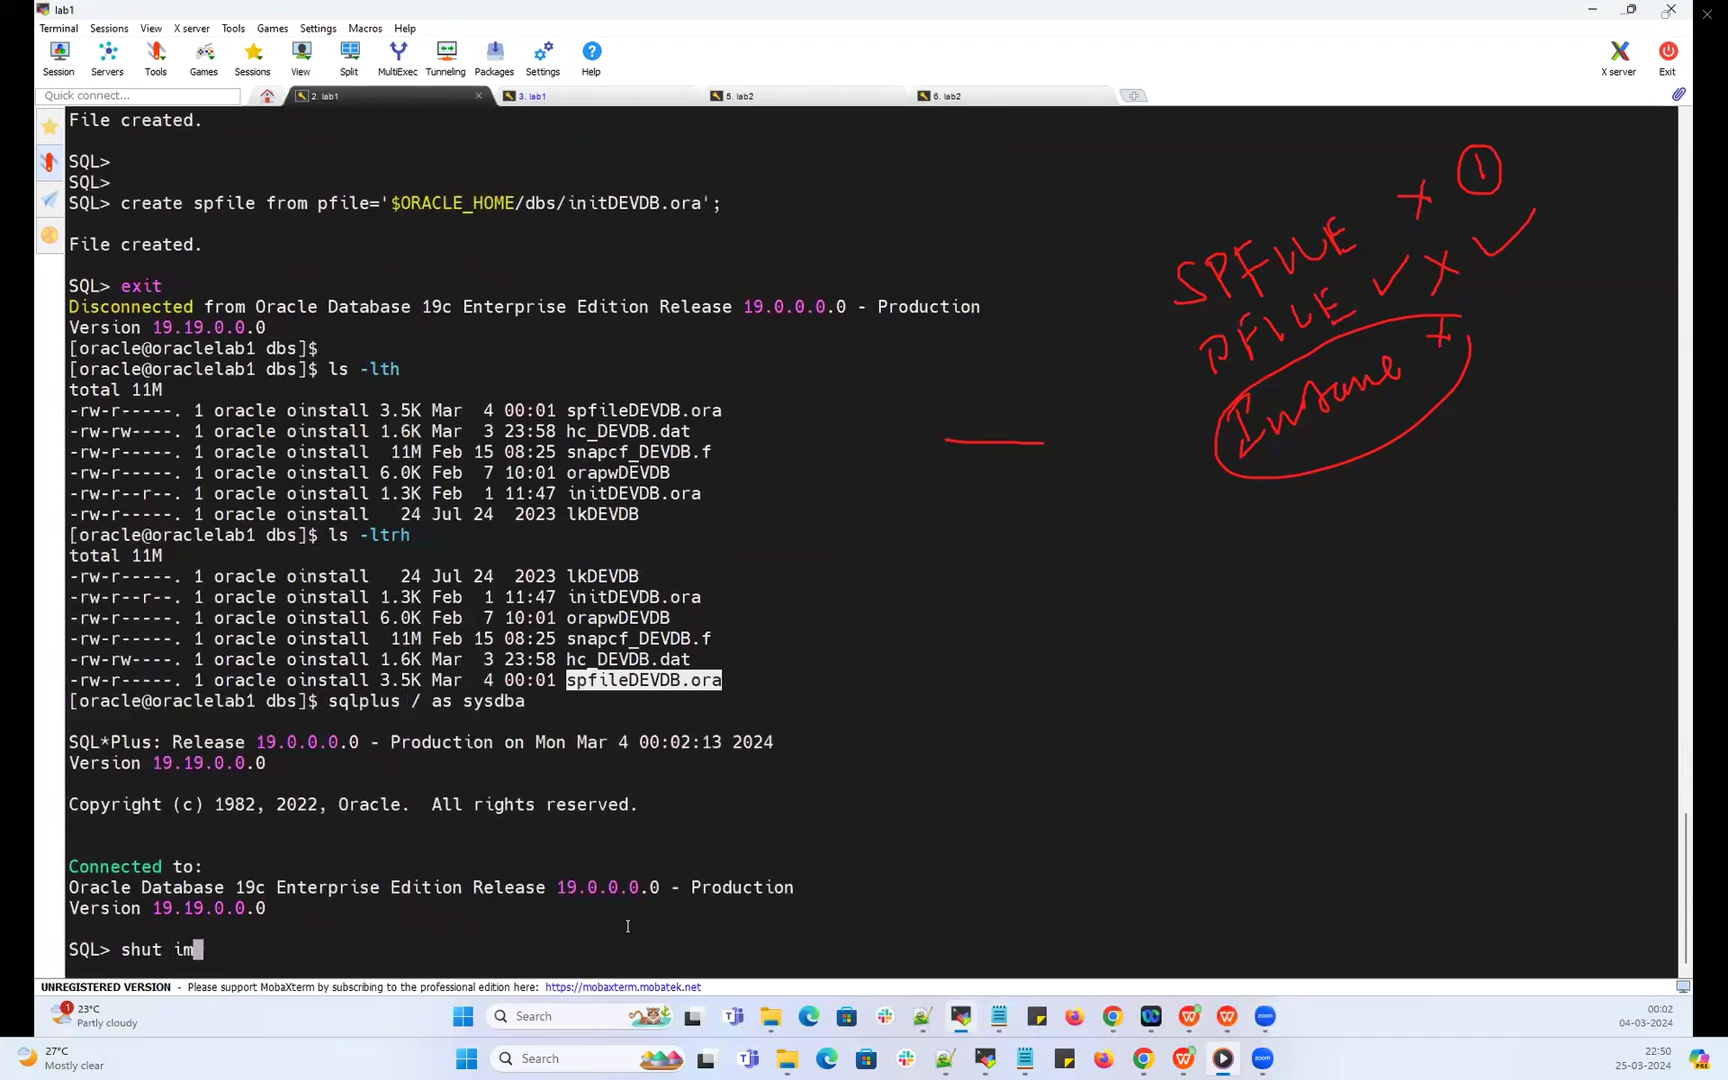 lab1
Terminal Sessions View X server Tools Games Settings Macros Help
Session Servers Tools Games Sessions View Split MultiExec Tunneling Packages Settings Help X server Exit
Quick connect... 2. lab1 3. lab1 5. lab2 6. lab2
File created.
SQL>
SQL>
SQL> create spfile from pfile='$ORACLE_HOME/dbs/initDEVDB.ora';
File created.
SQL> exit
Disconnected from Oracle Database 19c Enterprise Edition Release 19.0.0.0.0 - Production
Version 19.19.0.0.0
[oracle@oraclelab1 dbs]$
[oracle@oraclelab1 dbs]$ ls -lth
total 11M
-rw-r-----. 1 oracle oinstall 3.5K Mar  4 00:01 spfileDEVDB.ora
-rw-rw----. 1 oracle oinstall 1.6K Mar  3 23:58 hc_DEVDB.dat
-rw-r-----. 1 oracle oinstall  11M Feb 15 08:25 snapcf_DEVDB.f
-rw-r-----. 1 oracle oinstall 6.0K Feb  7 10:01 orapwDEVDB
-rw-r--r--. 1 oracle oinstall 1.3K Feb  1 11:47 initDEVDB.ora
-rw-r-----. 1 oracle oinstall   24 Jul 24  2023 lkDEVDB
[oracle@oraclelab1 dbs]$ ls -ltrh
total 11M
-rw-r-----. 1 oracle oinstall   24 Jul 24  2023 lkDEVDB
-rw-r--r--. 1 oracle oinstall 1.3K Feb  1 11:47 initDEVDB.ora
-rw-r-----. 1 oracle oinstall 6.0K Feb  7 10:01 orapwDEVDB
-rw-r-----. 1 oracle oinstall  11M Feb 15 08:25 snapcf_DEVDB.f
-rw-rw----. 1 oracle oinstall 1.6K Mar  3 23:58 hc_DEVDB.dat
-rw-r-----. 1 oracle oinstall 3.5K Mar  4 00:01 spfileDEVDB.ora
[oracle@oraclelab1 dbs]$ sqlplus / as sysdba
SQL*Plus: Release 19.0.0.0.0 - Production on Mon Mar 4 00:02:13 2024
Version 19.19.0.0.0
Copyright (c) 1982, 2022, Oracle.  All rights reserved.
Connected to:
Oracle Database 19c Enterprise Edition Release 19.0.0.0.0 - Production
Version 19.19.0.0.0
SQL> shut im
1
SPFILE
PFILE
UNREGISTERED VERSION - Please support MobaXterm by subscribing to the professional edition here: https://mobaxterm.mobatek.net
1
23°C
Partly cloudy
Search
00:02
04-03-2024
27°C
Mostly clear
Search
22:50
25-03-2024
PRE